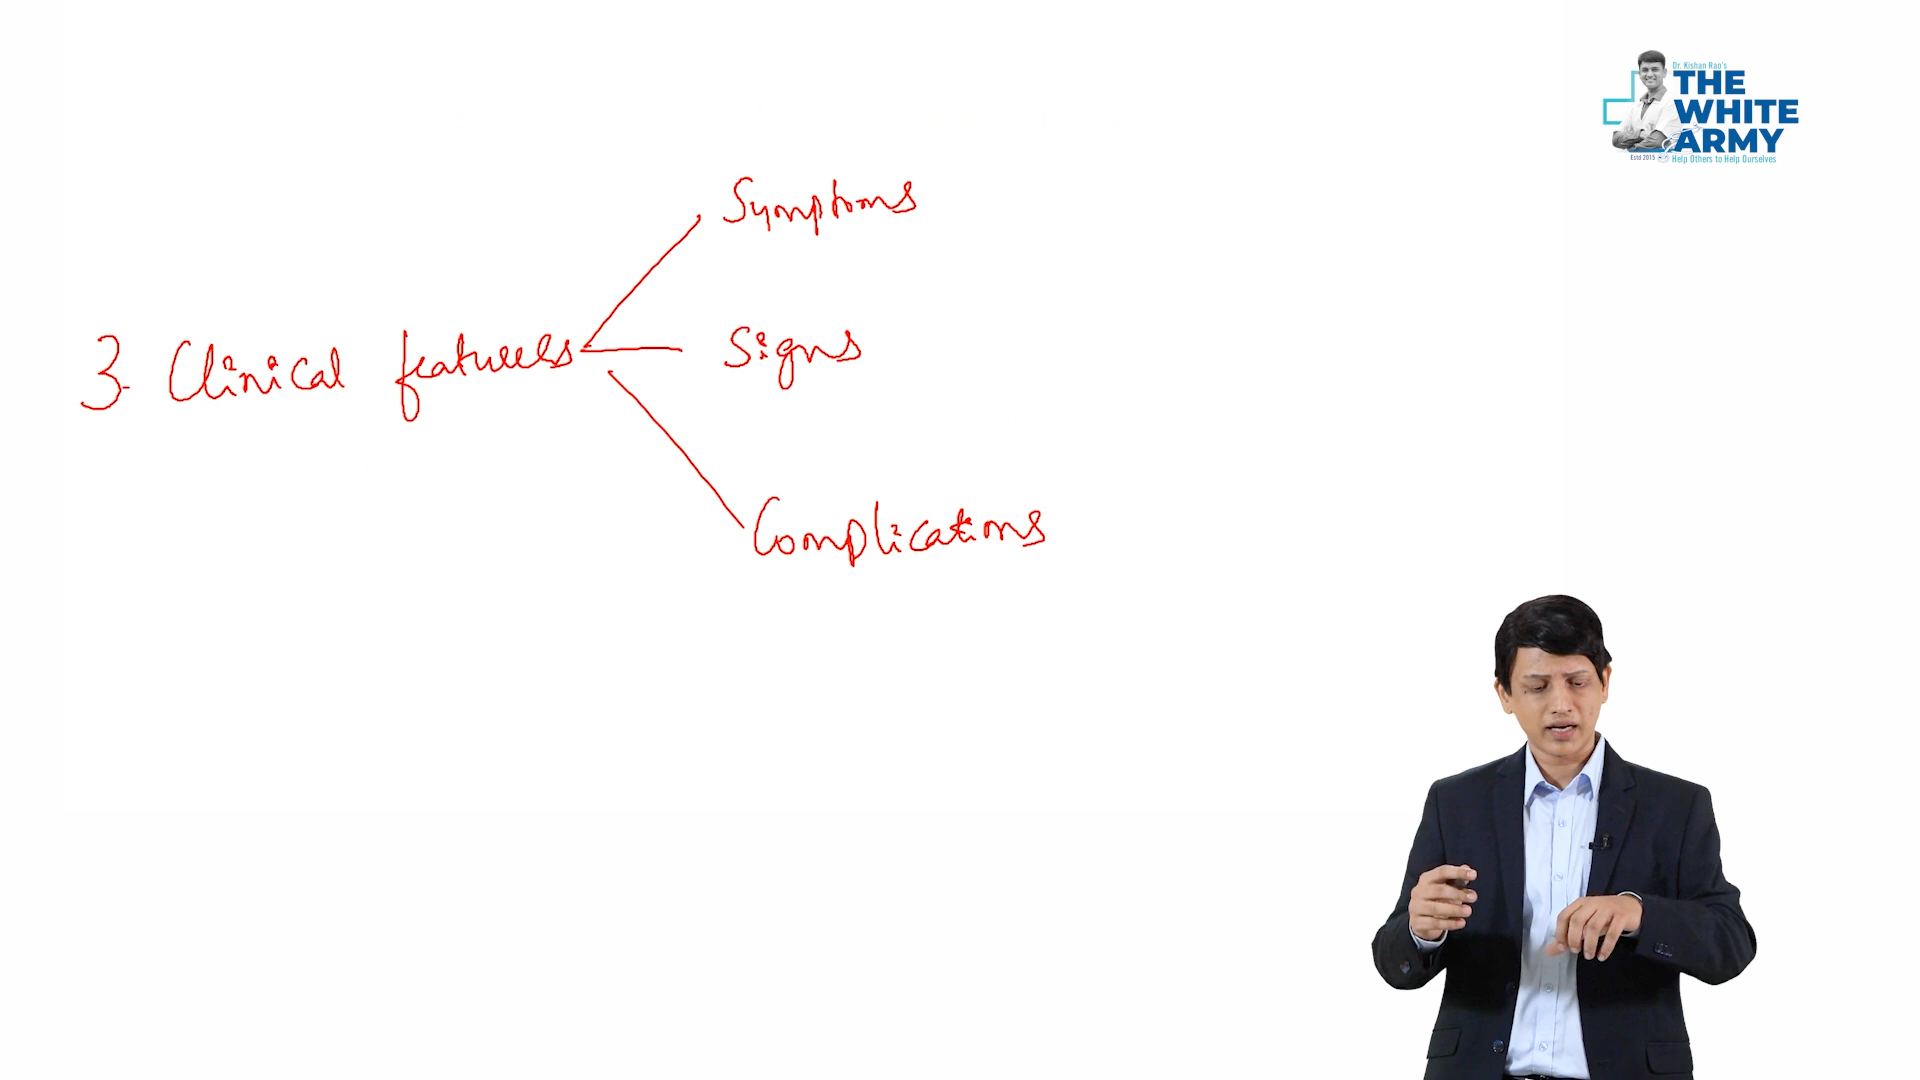 Dr. Kishan Rao's
THE
WHITE
ARMY
Estd 2015
Help Others to Help Ourselves
Symptoms
3. Clinical features
Signs
Complications